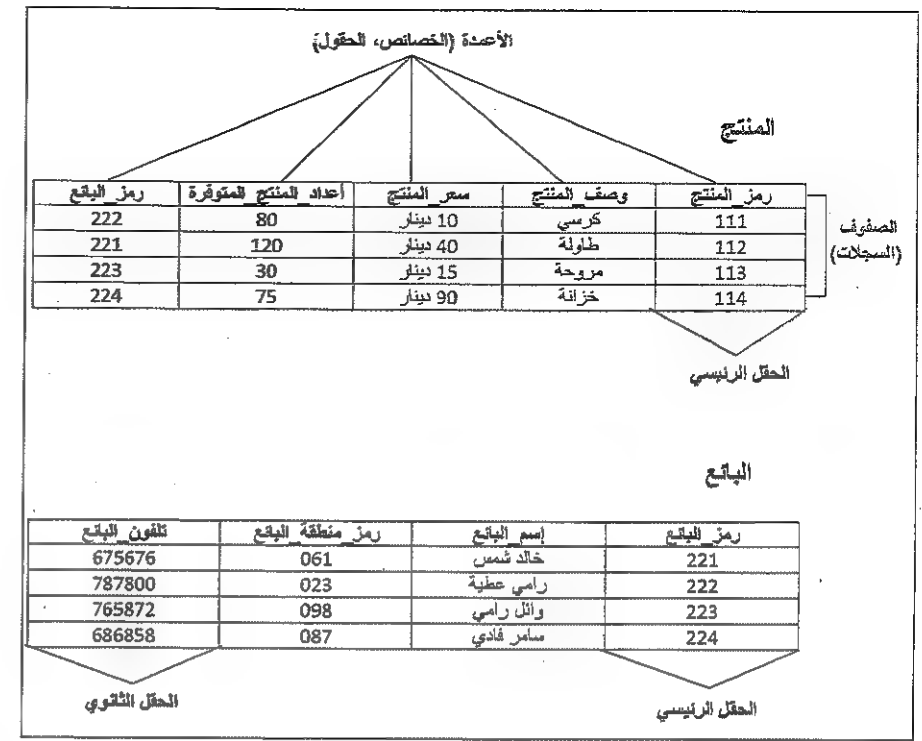 الأعمدة (الخصائص، الحقول)
المنتج
رمز_المنتج وصف_المنتج سعر_المنتج أعداد_المنتج_المتوفرة رمز_البائع
111 كرسي 10 دينار 80 222
112 طاولة 40 دينار 120 221
113 مروحة 15 دينار 30 223
114 خزانة 90 دينار 75 224
الصفوف
(السجلات)
الحقل الرئيسي
البائع
رمز_البائع إسم_البائع رمز_منطقة_البائع تلفون_البائع
221 خالد شمس 061 675676
222 رامي عطية 023 787800
223 وائل رامي 098 765872
224 سامر فادي 087 686858
الحقل الرئيسي الحقل الثانوي